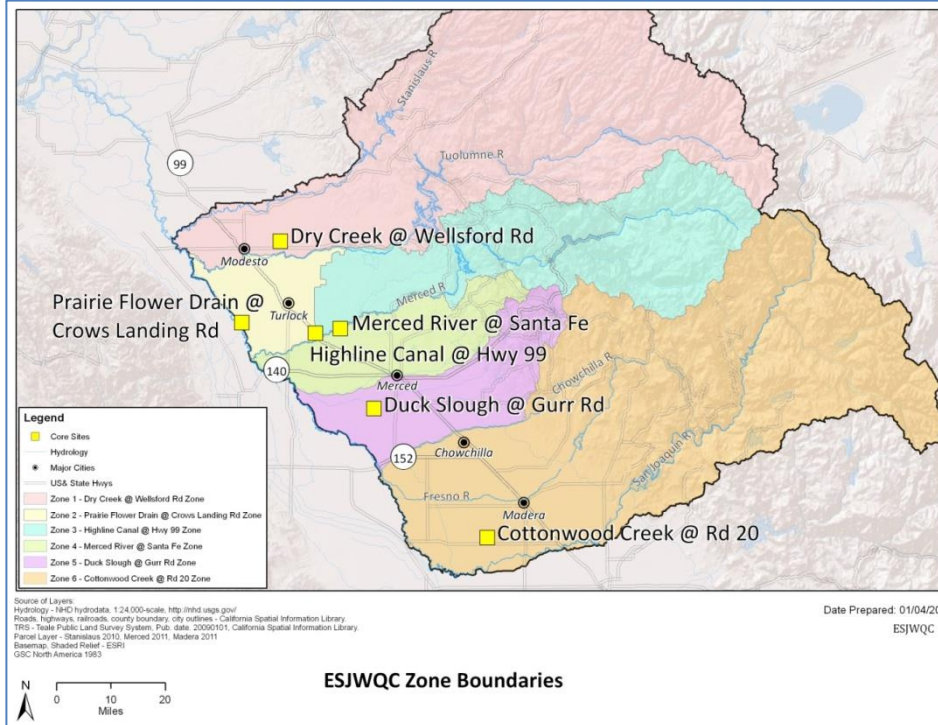 Stanislaus R
99
Tuolumne R
Dry Creek @ Wellsford Rd
Modesto
Prairie Flower Drain @
Crows Landing Rd
Turlock
Merced R
Merced River @ Santa Fe
Highline Canal @ Hwy 99
140
Merced
Chowchilla R
Duck Slough @ Gurr Rd
152
Chowchilla
San Joaquin R
Fresno R
Madera
Cottonwood Creek @ Rd 20
Legend
Core Sites
Hydrology
Major Cities
US& State Hwys
Zone 1 - Dry Creek @ Wellsford Rd Zone
Zone 2 - Prairie Flower Drain @ Crows Landing Rd Zone
Zone 3 - Highline Canal @ Hwy 99 Zone
Zone 4 - Merced River @ Santa Fe Zone
Zone 5 - Duck Slough @ Gurr Rd Zone
Zone 6 - Cottonwood Creek @ Rd 20 Zone
Source of Layers:
Hydrology - NHD hydrodata, 1:24,000-scale, http://nhd.usgs.gov/
Roads, highways, railroads, county boundary, city outlines - California Spatial Information Library.
TRS - Teale Public Land Survey System, Pub. date. 20090101, California Spatial Information Library.
Parcel Layer - Stanislaus 2010, Merced 2011, Madera 2011
Basemap, Shaded Relief - ESRI
GSC North America 1983
Date Prepared: 01/04/20
ESJWQC
N
0 10 20
Miles
ESJWQC Zone Boundaries